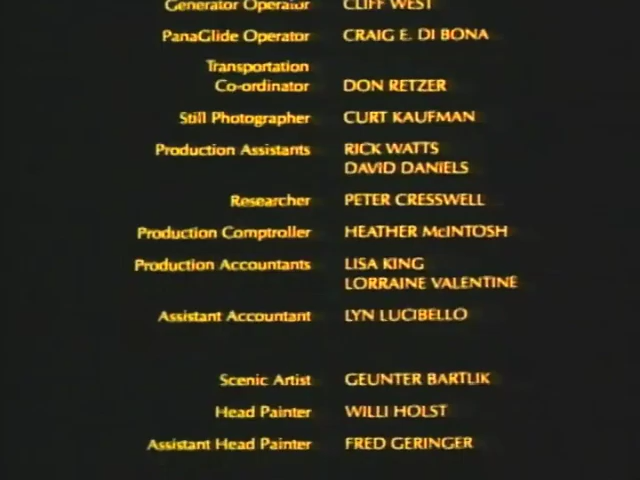 Generator Operator CLIFF WEST
PanaGlide Operator CRAIG E. DI BONA
Transportation
Co-ordinator DON RETZER
Still Photographer CURT KAUFMAN
Production Assistants RICK WATTS
DAVID DANIELS
Researcher PETER CRESSWELL
Production Comptroller HEATHER McINTOSH
Production Accountants LISA KING
LORRAINE VALENTINE
Assistant Accountant LYN LUCIBELLO
Scenic Artist GEUNTER BARTLIK
Head Painter WILLI HOLST
Assistant Head Painter FRED GERINGER